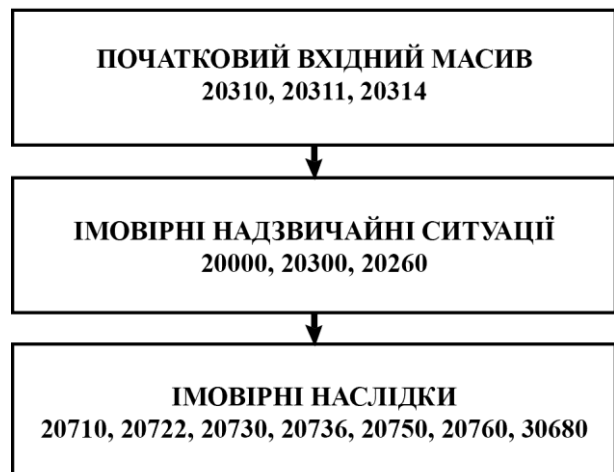 ПОЧАТКОВИЙ ВХІДНИЙ МАСИВ
20310, 20311, 20314
ІМОВІРНІ НАДЗВИЧАЙНІ СИТУАЦІЇ
20000, 20300, 20260
ІМОВІРНІ НАСЛІДКИ
20710, 20722, 20730, 20736, 20750, 20760, 30680